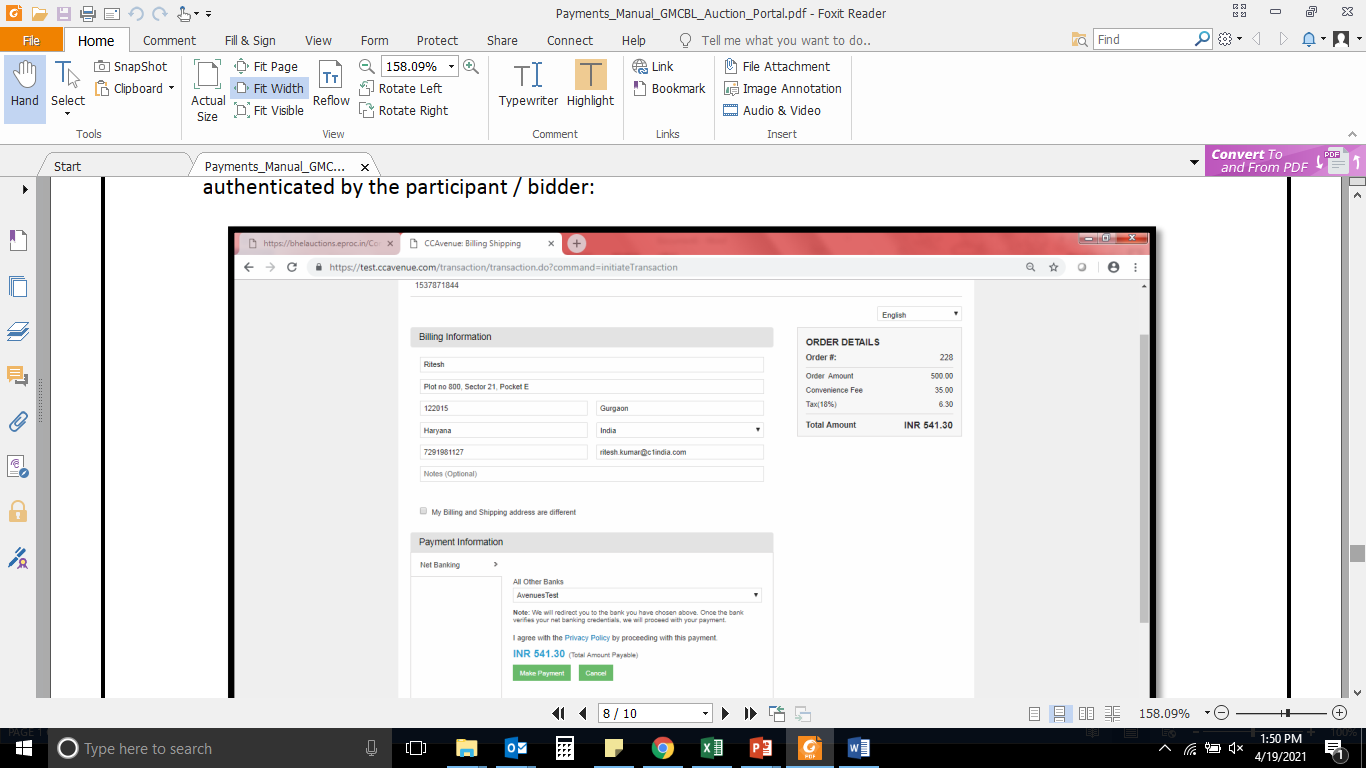 Payments_Manual_GMCBL_Auction_Portal.pdf - Foxit Reader
File Home Comment Fill & Sign View Form Protect Share Connect Help Tell me what you want to do.. Find
Hand
Select
SnapShot
Clipboard
Tools
Actual Size
Fit Page
Fit Width
Fit Visible
Reflow
158.09%
Rotate Left
Rotate Right
View
Typewriter
Highlight
Comment
Link
Bookmark
Links
File Attachment
Image Annotation
Audio & Video
Insert
Start
Payments_Manual_GMC...
Convert To
and From PDF
PDF
authenticated by the participant / bidder:
https://bhelauctions.eproc.in/Co
CCAvenue: Billing Shipping
https://test.ccavenue.com/transaction/transaction.do?command=initiateTransaction
1537871844
English
Billing Information
Ritesh
Plot no 800, Sector 21, Pocket E
122015 Gurgaon
Haryana India
7291981127 ritesh.kumar@c1india.com
Notes (Optional)
My Billing and Shipping address are different
ORDER DETAILS
Order #: 228
Order Amount 500.00
Convenience Fee 35.00
Tax(18%) 6.30
Total Amount INR 541.30
Payment Information
Net Banking
All Other Banks
AvenuesTest
Note: We will redirect you to the bank you have chosen above. Once the bank
verifies your net banking credentials, we will proceed with your payment.
I agree with the Privacy Policy by proceeding with this payment.
INR 541.30 (Total Amount Payable)
Make Payment Cancel
8 / 10
158.09%
PAGE 1
100%
Type here to search
1:50 PM
4/19/2021
1